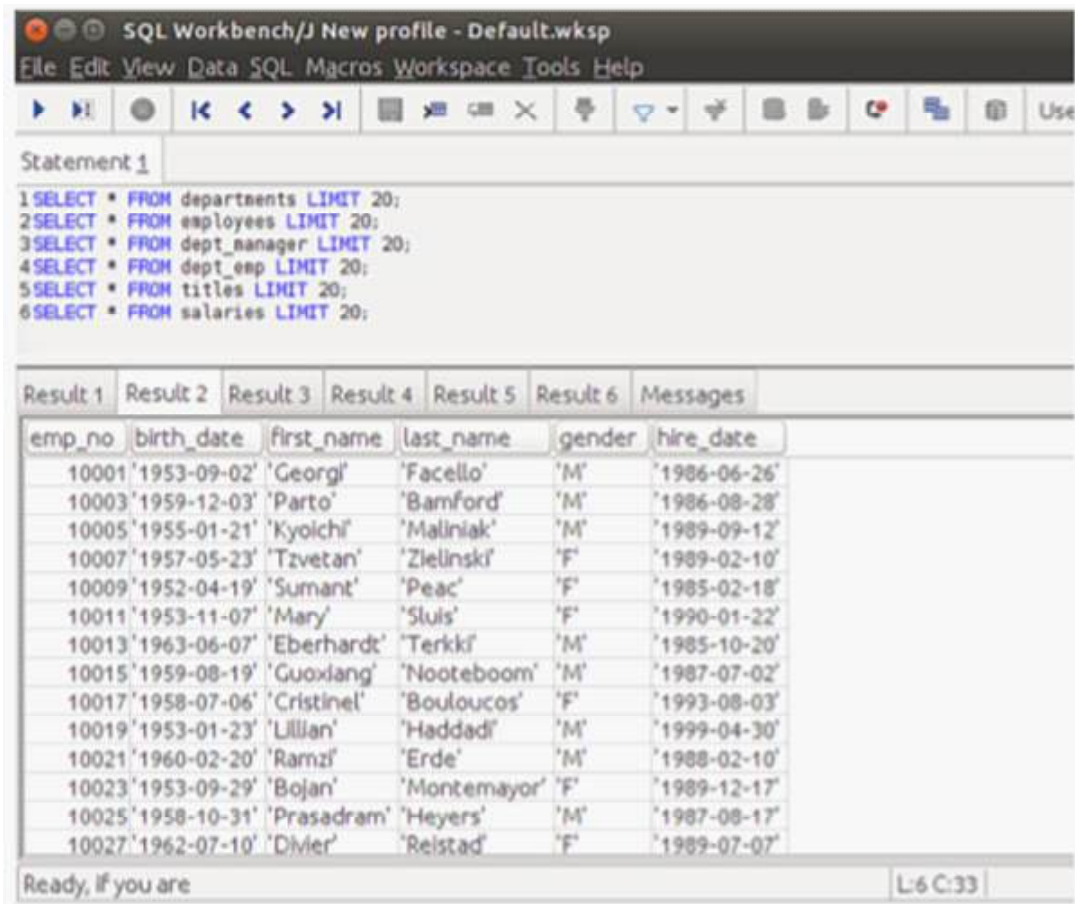 SQL Workbench/J New profile - Default.wksp
File Edit View Data SQL Macros Workspace Tools Help
Use
Statement 1
1 SELECT * FROM departments LIMIT 20;
2 SELECT * FROM employees LIMIT 20;
3 SELECT * FROM dept_manager LIMIT 20;
4 SELECT * FROM dept_emp LIMIT 20;
5 SELECT * FROM titles LIMIT 20;
6 SELECT * FROM salaries LIMIT 20;
Result 1 Result 2 Result 3 Result 4 Result 5 Result 6 Messages
emp_no birth_date first_name last_name gender hire_date
10001 '1953-09-02' 'Georgi' 'Facello' 'M' '1986-06-26'
10003 '1959-12-03' 'Parto' 'Bamford' 'M' '1986-08-28'
10005 '1955-01-21' 'Kyoichi' 'Maliniak' 'M' '1989-09-12'
10007 '1957-05-23' 'Tzvetan' 'Zielinski' 'F' '1989-02-10'
10009 '1952-04-19' 'Sumant' 'Peac' 'F' '1985-02-18'
10011 '1953-11-07' 'Mary' 'Sluis' 'F' '1990-01-22'
10013 '1963-06-07' 'Eberhardt' 'Terkki' 'M' '1985-10-20'
10015 '1959-08-19' 'Guoxiang' 'Nooteboom' 'M' '1987-07-02'
10017 '1958-07-06' 'Cristinel' 'Bouloucos' 'F' '1993-08-03'
10019 '1953-01-23' 'Lillian' 'Haddadi' 'M' '1999-04-30'
10021 '1960-02-20' 'Ramzi' 'Erde' 'M' '1988-02-10'
10023 '1953-09-29' 'Bojan' 'Montemayor' 'F' '1989-12-17'
10025 '1958-10-31' 'Prasadram' 'Heyers' 'M' '1987-08-17'
10027 '1962-07-10' 'Divier' 'Reistad' 'F' '1989-07-07'
Ready, if you are L:6 C:33